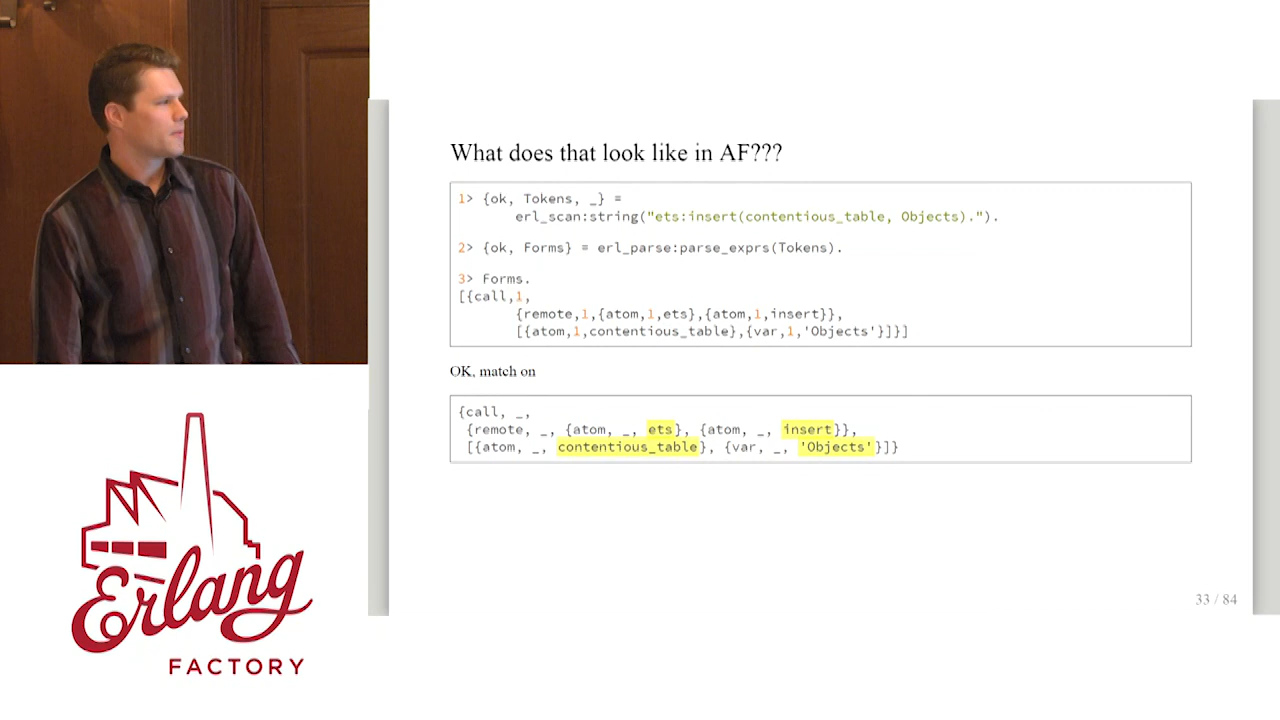 What does that look like in AF???
1> {ok, Tokens, _} =
erl_scan:string("ets:insert(contentious_table, Objects).").
2> {ok, Forms} = erl_parse:parse_exprs(Tokens).
3> Forms.
[{call,1,
{remote,1,{atom,1,ets},{atom,1,insert}},
[{atom,1,contentious_table},{var,1,'Objects'}]}]
OK, match on
{call, _,
{remote, _, {atom, _, ets}, {atom, _, insert}},
[{atom, _, contentious_table}, {var, _, 'Objects'}]}
33 / 84
Erlang
FACTORY